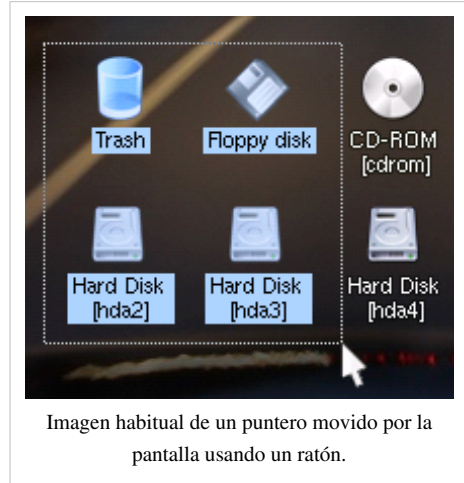 Trash
Floppy disk
CD-ROM
[cdrom]
Hard Disk
[hda2]
Hard Disk
[hda3]
Hard Disk
[hda4]
Imagen habitual de un puntero movido por la
pantalla usando un ratón.